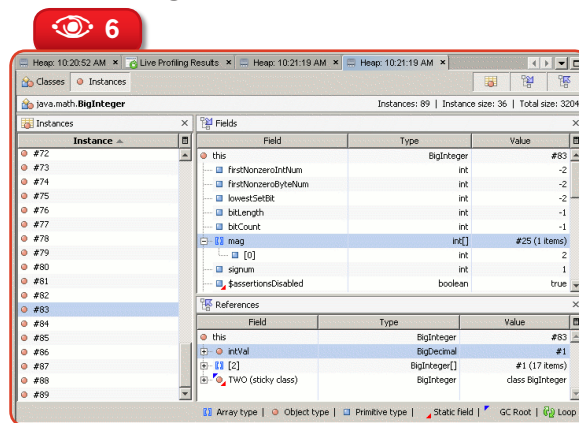 6
Heap: 10:20:52 AM × Live Profiling Results × Heap: 10:21:19 AM × Heap: 10:21:19 AM ×
Classes Instances
java.math.BigInteger Instances: 89 | Instance size: 36 | Total size: 3204
Instances × Fields ×
Instance Field Type Value
#72 this BigInteger #83
#73 firstNonzeroIntNum int -2
#74 firstNonzeroByteNum int -2
#75 lowestSetBit int -2
#76 bitLength int -1
#77 bitCount int -1
#78 mag int[] #25 (1 items)
#79 [0] int 2
#80 signum int 1
#81 $assertionsDisabled boolean true
#82
#83 References ×
#84 Field Type Value
#85 this BigInteger #83
#86 intVal BigDecimal #1
#87 [2] BigInteger[] #1 (17 items)
#88 TWO (sticky class) BigInteger class BigInteger
#89
Array type | Object type | Primitive type | Static field | GC Root | Loop